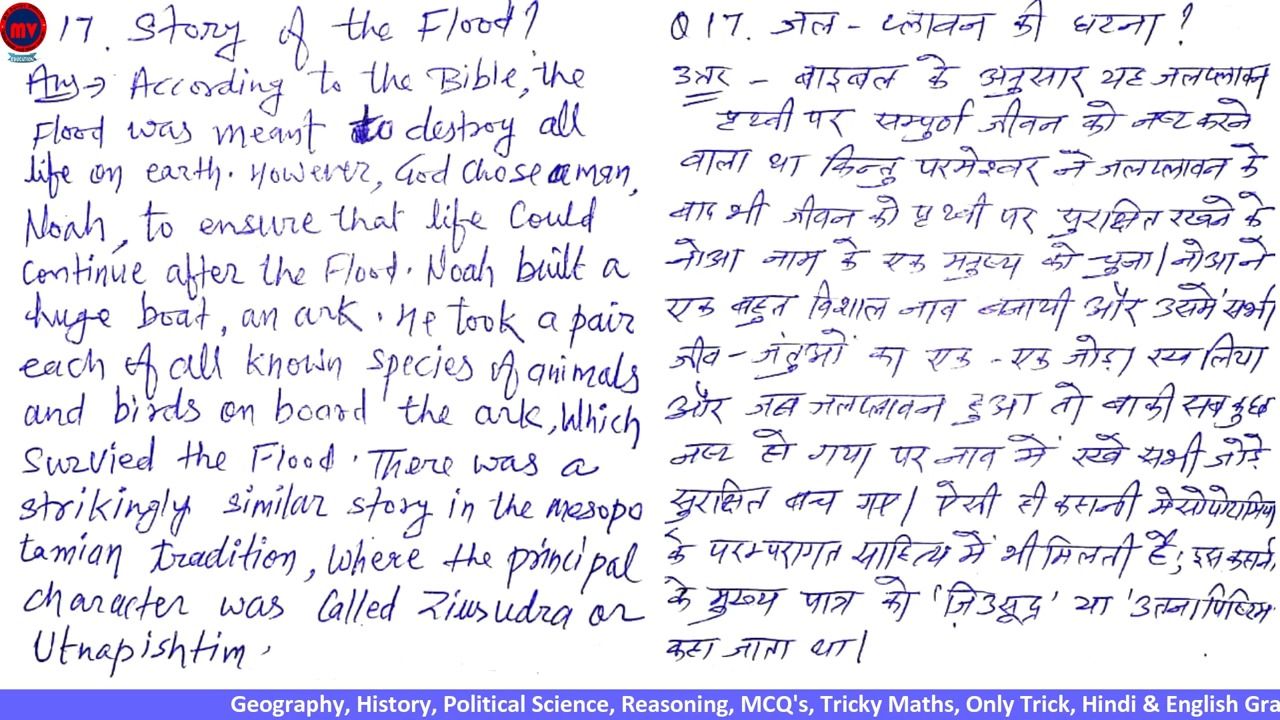 mv
EDUCATION
17. Story of the Flood?
Ans→ According to the Bible, the
Flood was meant to destroy all
life on earth. However, God chose a man,
Noah, to ensure that life Could
continue after the Flood. Noah built a
huge boat, an ark. He took a pair
each of all known species of animals
and birds on board the ark, Which
survied the Flood. There was a
strikingly similar story in the mesopo
tamian tradition, where the principal
character was Called Ziusudra or
Utnapishtim.
Q 17. जल - प्लावन की घटना ?
उत्तर - बाइबल के अनुसार यह जलप्लावन
पृथ्वी पर सम्पुर्ण जीवन को नष्ट करने
वाला था किन्तु परमेश्वर ने जलप्लावन के
बाद भी जीवन को पृथ्वी पर सुरक्षित रखने के
नोआ नाम के एक मनुष्य को चुना। नोआ ने
एक बहुत विशाल नाव बनायी और उसमें सभी
जीव - जंतुओं का एक - एक जोड़ा रख लिया
और जब जलप्लावन हुआ तो बाकी सब कुछ
नष्ट हो गया पर नाव में रखे सभी जोड़े
सुरक्षित बच गए। ऐसी ही कहानी मेसोपोटामिया
के परम्परागत साहित्य में भी मिलती है; इस कहानी
के मुख्य पात्र को 'ज़िउसूद्र' या 'उतनापिष्टिम
कहा जाता था।
Geography, History, Political Science, Reasoning, MCQ's, Tricky Maths, Only Trick, Hindi & English Gra